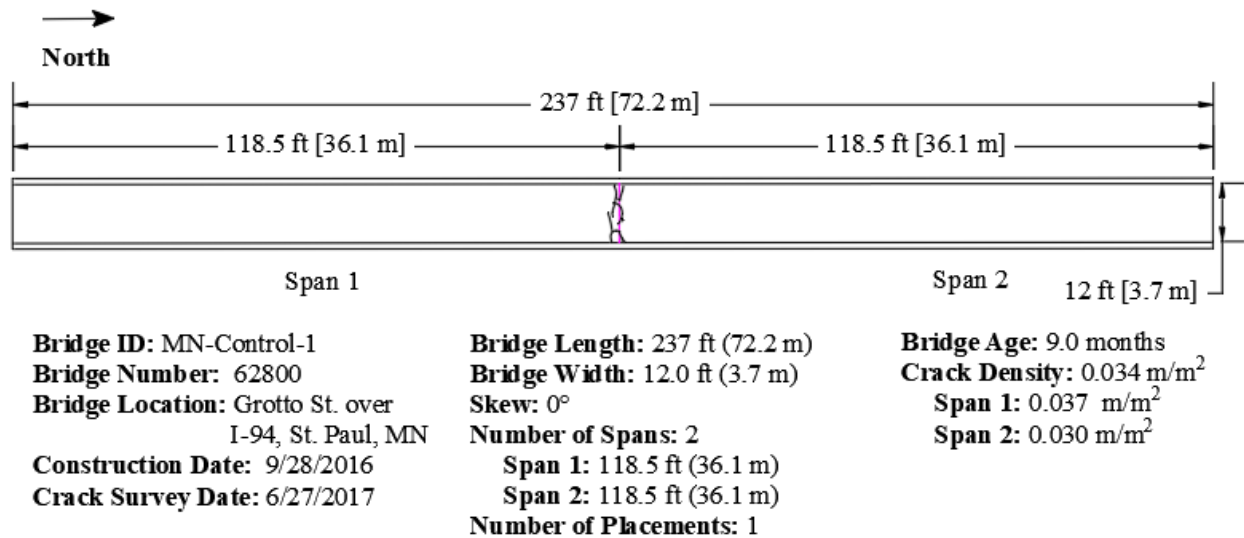 North
237 ft [72.2 m]
118.5 ft [36.1 m]
118.5 ft [36.1 m]
Span 1
Span 2
12 ft [3.7 m]
Bridge ID: MN-Control-1
Bridge Number: 62800
Bridge Location: Grotto St. over
I-94, St. Paul, MN
Construction Date: 9/28/2016
Crack Survey Date: 6/27/2017
Bridge Length: 237 ft (72.2 m)
Bridge Width: 12.0 ft (3.7 m)
Skew: 0°
Number of Spans: 2
Span 1: 118.5 ft (36.1 m)
Span 2: 118.5 ft (36.1 m)
Number of Placements: 1
Bridge Age: 9.0 months
Crack Density: 0.034 m/m²
Span 1: 0.037 m/m²
Span 2: 0.030 m/m²